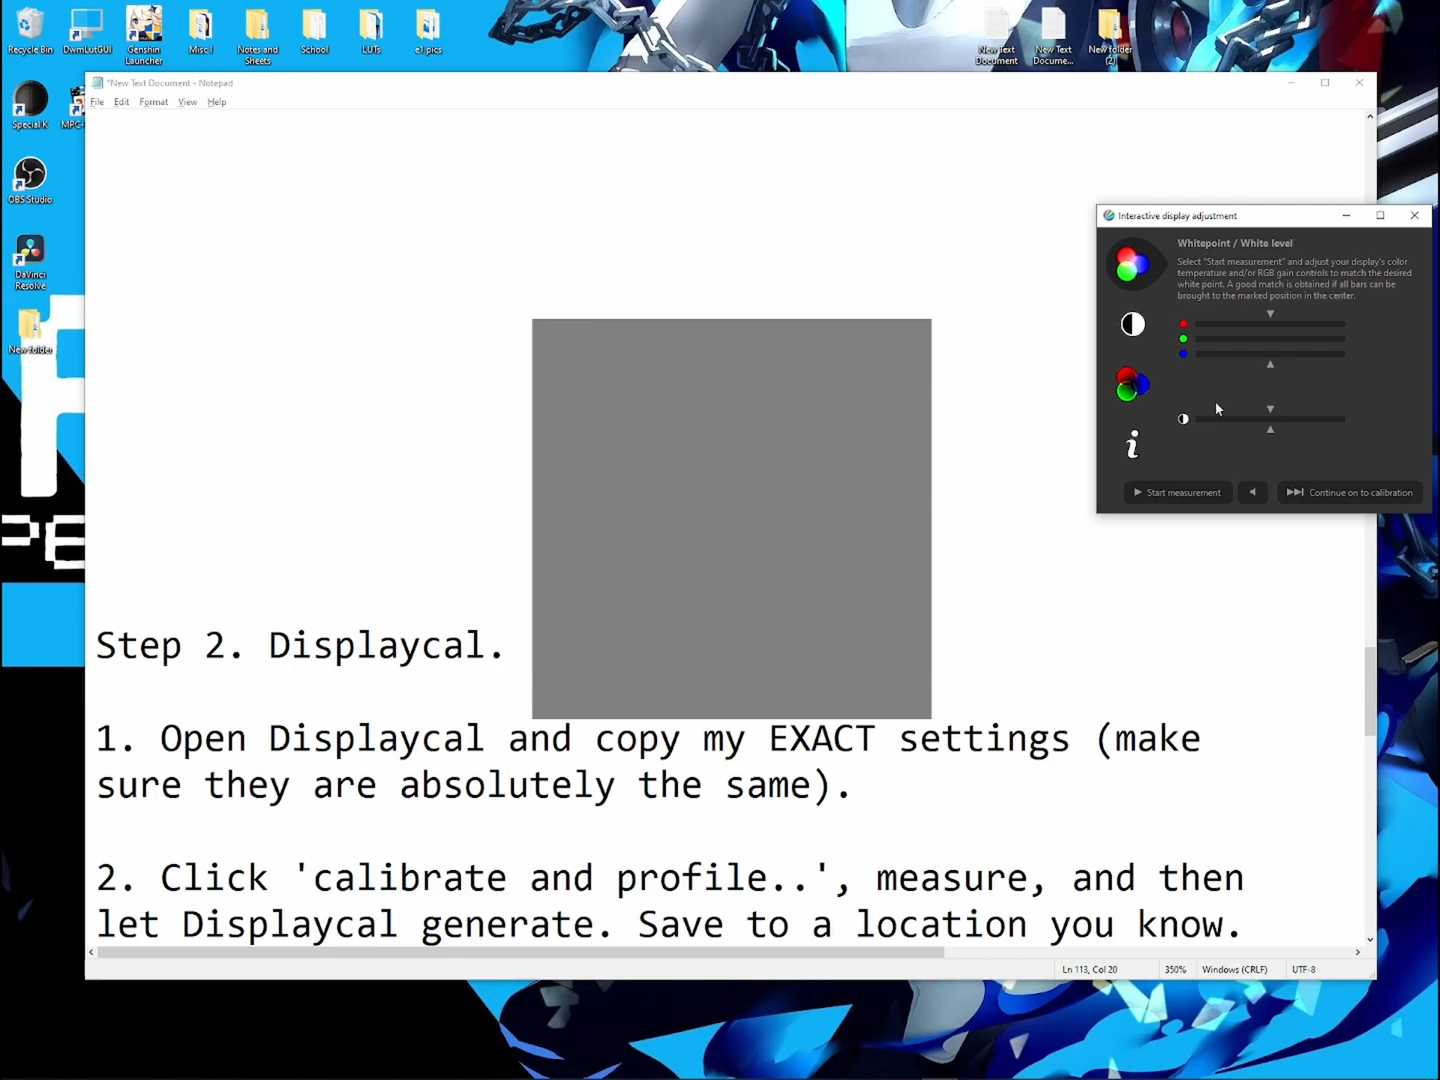 Recycle Bin
DwmLutGUI
Genshin
Launcher
Misc l
Notes and
Sheets
School
LUTs
e1 pics
New Text
Document
New Text
Docume...
New folder
(2)
Special K
MPC-
OBS Studio
DaVinci
Resolve
New folder
*New Text Document - Notepad
File Edit Format View Help
Step 2. Displaycal.
1. Open Displaycal and copy my EXACT settings (make
sure they are absolutely the same).
2. Click 'calibrate and profile..', measure, and then
let Displaycal generate. Save to a location you know.
Ln 113, Col 20 350% Windows (CRLF) UTF-8
Interactive display adjustment
Whitepoint / White level
Select "Start measurement" and adjust your display's color
temperature and/or RGB gain controls to match the desired
white point. A good match is obtained if all bars can be
brought to the marked position in the center.
Start measurement
Continue on to calibration